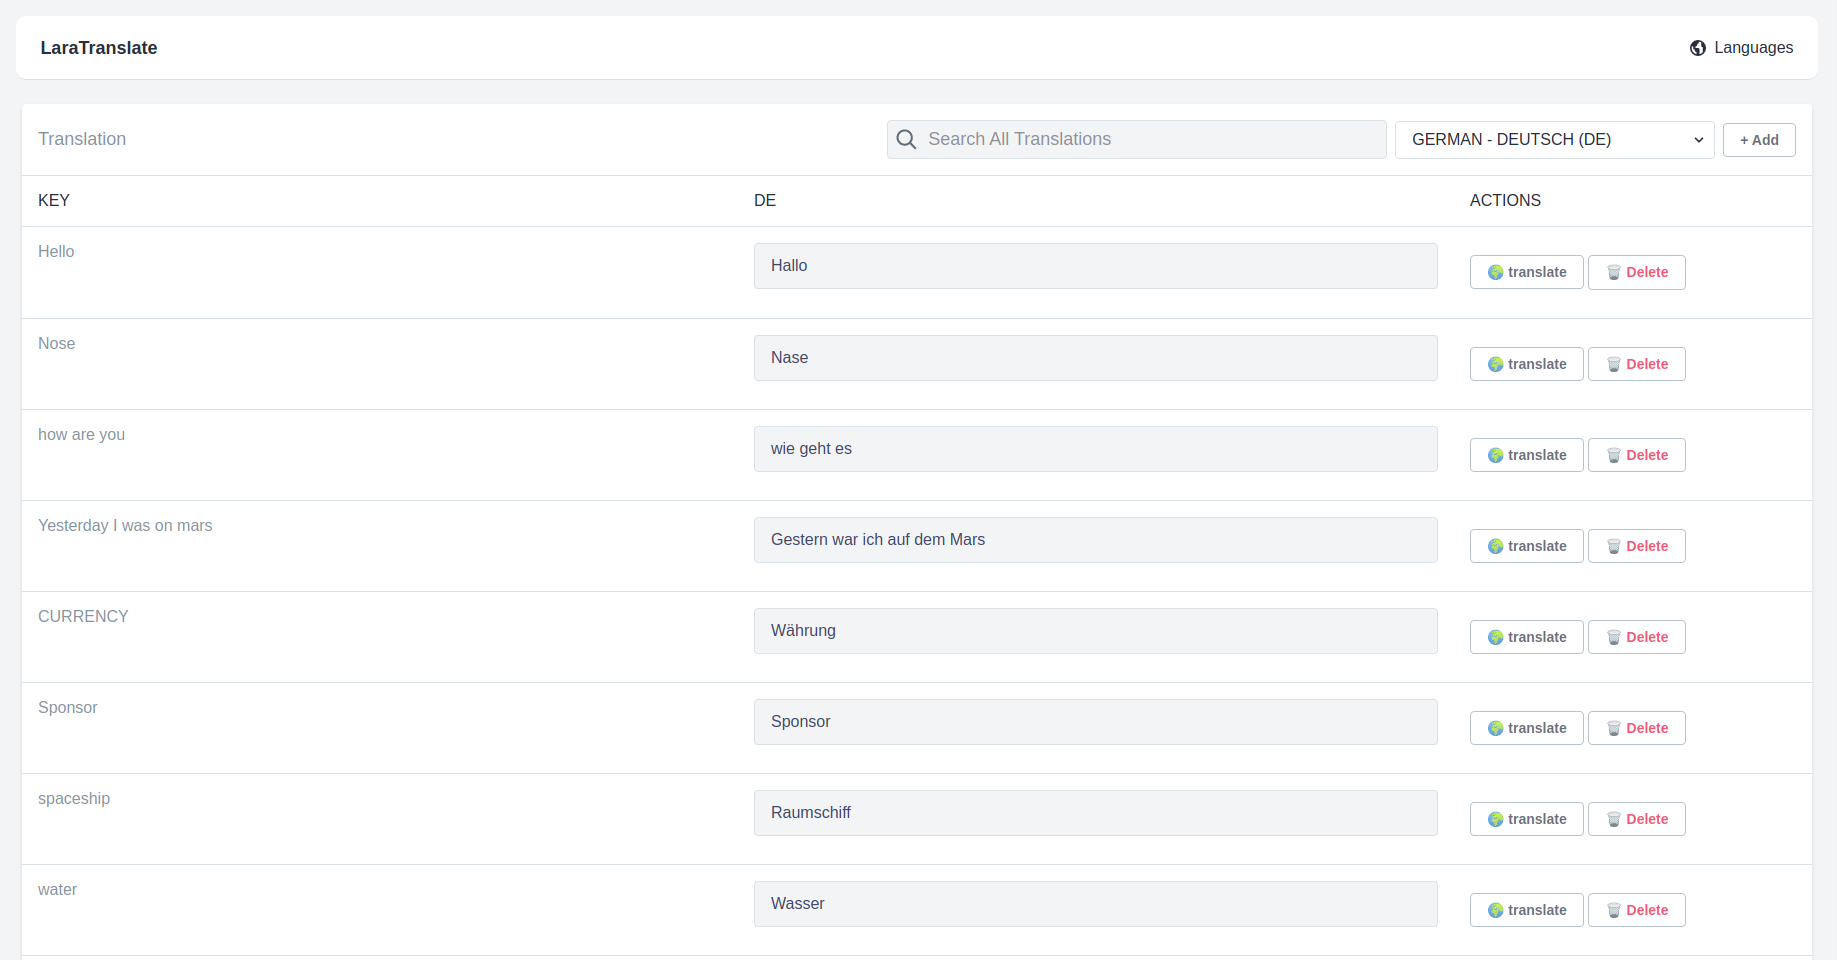 LaraTranslate
Languages
Translation
Search All Translations
GERMAN - DEUTSCH (DE)
+ Add
KEY DE ACTIONS
Hello Hallo translate Delete
Nose Nase translate Delete
how are you wie geht es translate Delete
Yesterday I was on mars Gestern war ich auf dem Mars translate Delete
CURRENCY Währung translate Delete
Sponsor Sponsor translate Delete
spaceship Raumschiff translate Delete
water Wasser translate Delete